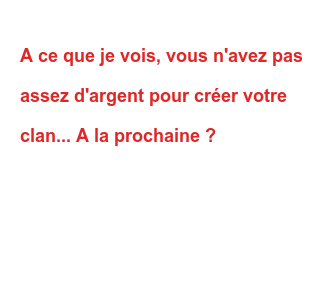 A ce que je vois, vous n'avez pas
assez d'argent pour créer votre
clan... A la prochaine ?